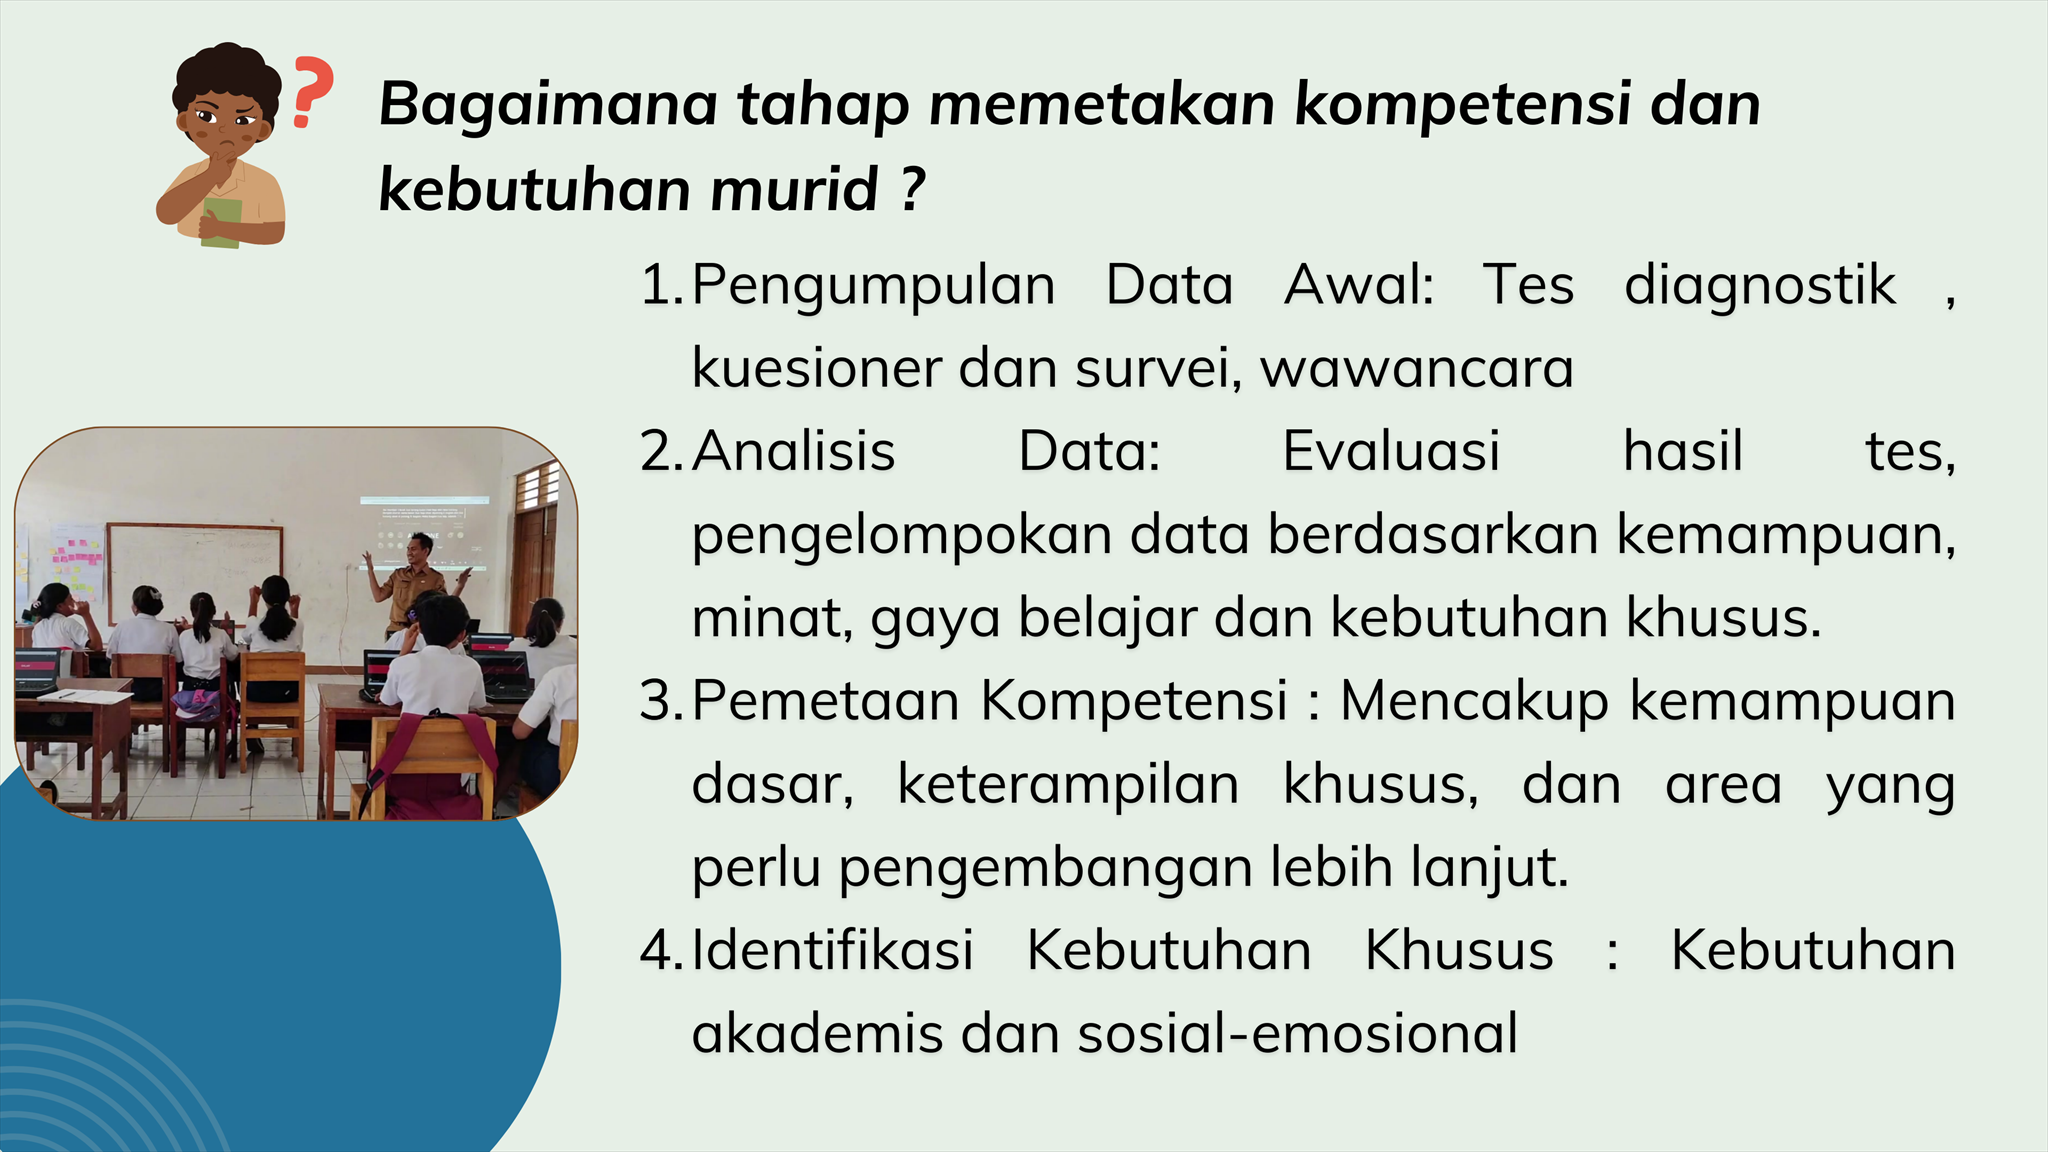 ?
Bagaimana tahap memetakan kompetensi dan
kebutuhan murid ?
1. Pengumpulan Data Awal: Tes diagnostik ,
kuesioner dan survei, wawancara
2. Analisis Data: Evaluasi hasil tes,
pengelompokan data berdasarkan kemampuan,
minat, gaya belajar dan kebutuhan khusus.
3. Pemetaan Kompetensi : Mencakup kemampuan
dasar, keterampilan khusus, dan area yang
perlu pengembangan lebih lanjut.
4. Identifikasi Kebutuhan Khusus : Kebutuhan
akademis dan sosial-emosional